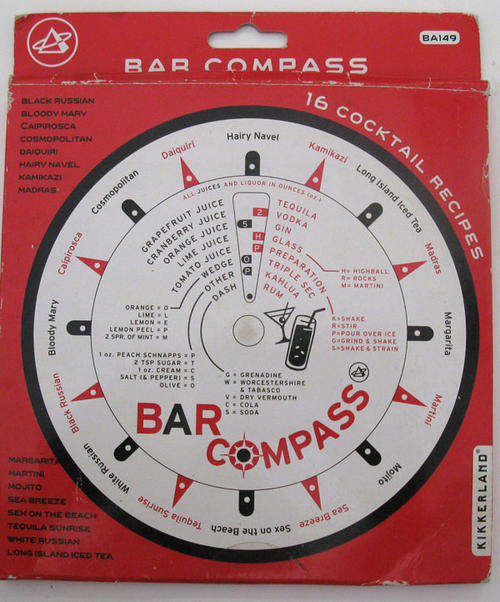 BA149
BAR COMPASS
16 COCKTAIL RECIPES
BLACK RUSSIAN
BLOODY MARY
CAIPIROSCA
COSMOPOLITAN
DAIQUIRI
HAIRY NAVEL
KAMIKAZI
MADRAS
Hairy Navel
Kamikazi
Long Island Iced Tea
Madras
Margarita
Martini
Mojito
Sea Breeze
Sex on the Beach
Tequila Sunrise
White Russian
Black Russian
Bloody Mary
Caipirosca
Cosmopolitan
Daiquiri
ALL JUICES AND LIQUOR IN OUNCES (oz.)
GRAPEFRUIT JUICE
CRANBERRY JUICE
ORANGE JUICE
LIME JUICE
TOMATO JUICE
WEDGE
OTHER
DASH
2
5
H
P
O
P
TEQUILA
VODKA
GIN
GLASS
PREPARATION
TRIPLE SEC
KAHLUA
RUM
H= HIGHBALL
R= ROCKS
M= MARTINI
K=SHAKE
R=STIR
P=POUR OVER ICE
G=GRIND & SHAKE
S=SHAKE & STRAIN
ORANGE = O
LIME = L
LEMON = E
LEMON PEEL = P
2 SPR. OF MINT = M
1 oz. PEACH SCHNAPPS = P
2 TSP SUGAR = T
1 oz. CREAM = C
SALT (& PEPPER) = S
OLIVE = O
G = GRENADINE
W = WORCESTERSHIRE
& TABASCO
V = DRY VERMOUTH
C = COLA
S = SODA
BAR
COMPASS
MARGARITA
MARTINI
MOJITO
SEA BREEZE
SEX ON THE BEACH
TEQUILA SUNRISE
WHITE RUSSIAN
LONG ISLAND ICED TEA
KIKKERLAND®